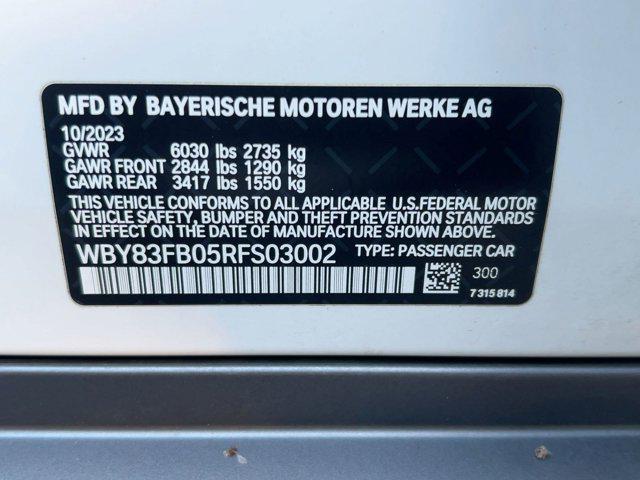 MFD BY BAYERISCHE MOTOREN WERKE AG
10/2023
GVWR 6030 lbs 2735 kg
GAWR FRONT 2844 lbs 1290 kg
GAWR REAR 3417 lbs 1550 kg
THIS VEHICLE CONFORMS TO ALL APPLICABLE U.S.FEDERAL MOTOR
VEHICLE SAFETY, BUMPER AND THEFT PREVENTION STANDARDS IN
EFFECT ON THE DATE OF MANUFACTURE SHOWN ABOVE.
WBY83FB05RFS03002 TYPE: PASSENGER CAR
300
7 315 814